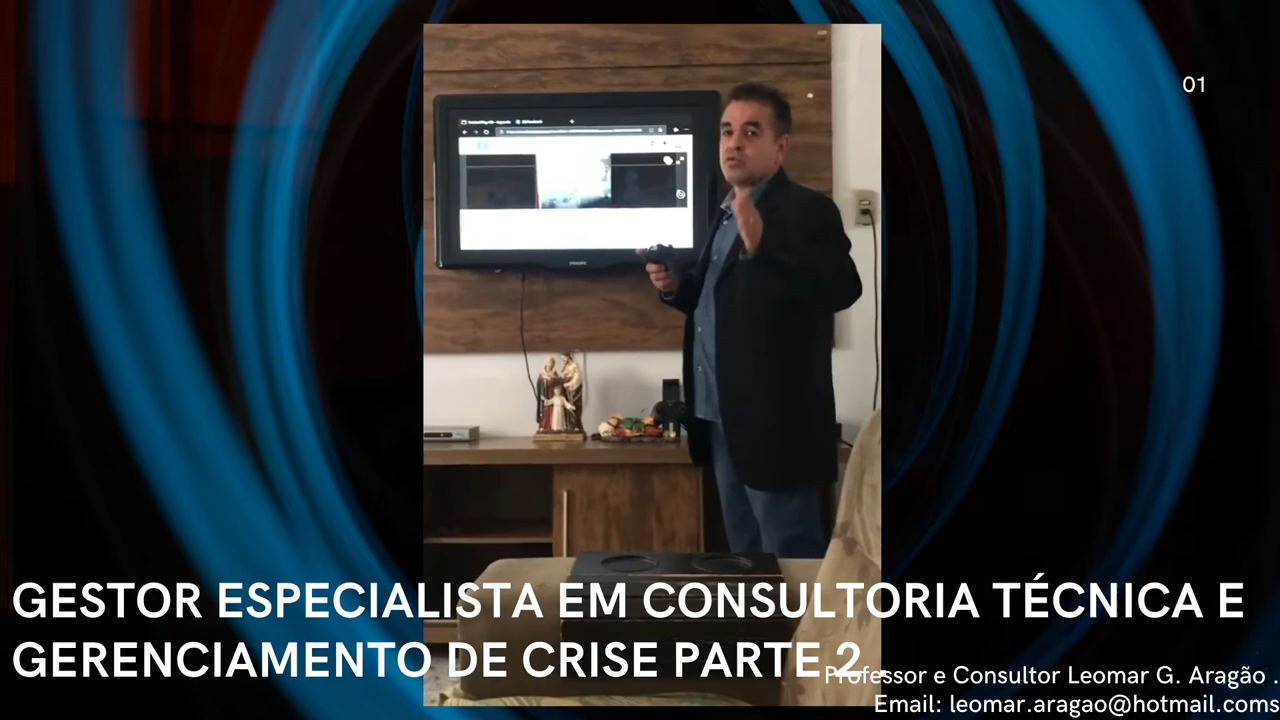 01
PHILIPS
GESTOR ESPECIALISTA EM CONSULTORIA TÉCNICA E
GERENCIAMENTO DE CRISE PARTE 2
Professor e Consultor Leomar G. Aragão .
Email: leomar.aragao@hotmail.coms